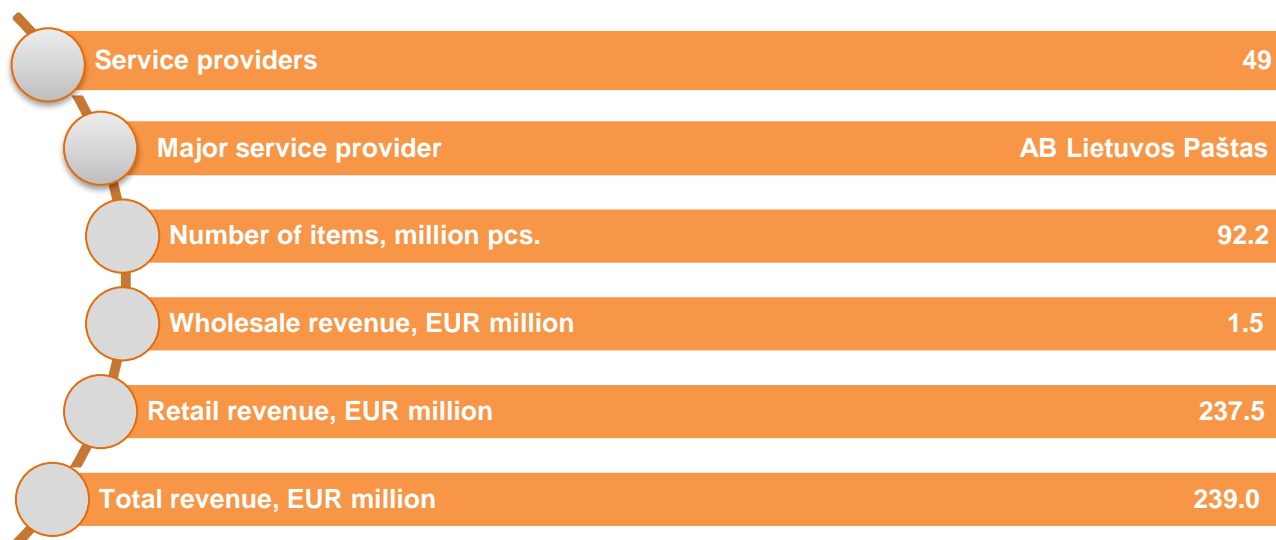 Service providers 49
Major service provider AB Lietuvos Paštas
Number of items, million pcs. 92.2
Wholesale revenue, EUR million 1.5
Retail revenue, EUR million 237.5
Total revenue, EUR million 239.0